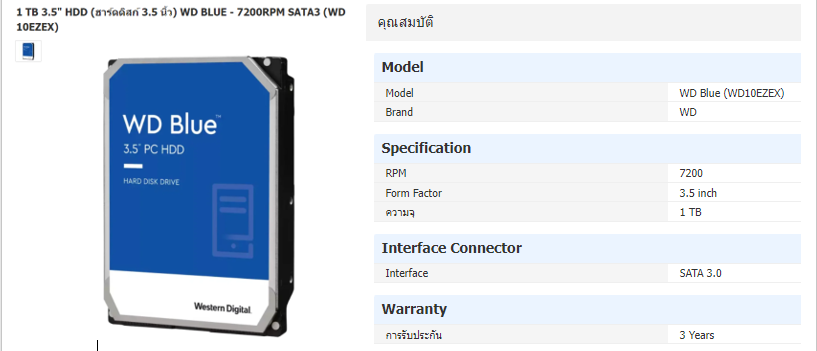 1 TB 3.5" HDD (ฮาร์ดดิสก์ 3.5 นิ้ว) WD BLUE - 7200RPM SATA3 (WD
10EZEX)
WD Blue™
3.5" PC HDD
HARD DISK DRIVE
Western Digital
คุณสมบัติ
Model
Model WD Blue (WD10EZEX)
Brand WD
Specification
RPM 7200
Form Factor 3.5 inch
ความจุ 1 TB
Interface Connector
Interface SATA 3.0
Warranty
การรับประกัน 3 Years